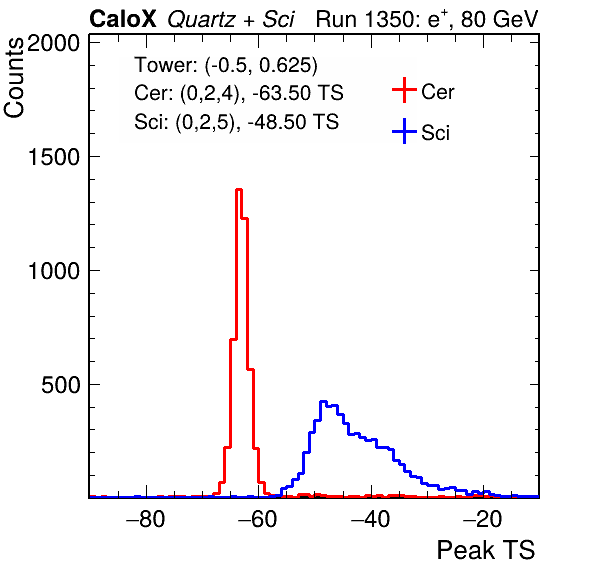 CaloX Quartz + Sci Run 1350: e⁺, 80 GeV
Counts
2000
1500
1000
500
Tower: (-0.5, 0.625)
Cer: (0,2,4), -63.50 TS
Sci: (0,2,5), -48.50 TS
Cer
Sci
−80 −60 −40 −20
Peak TS